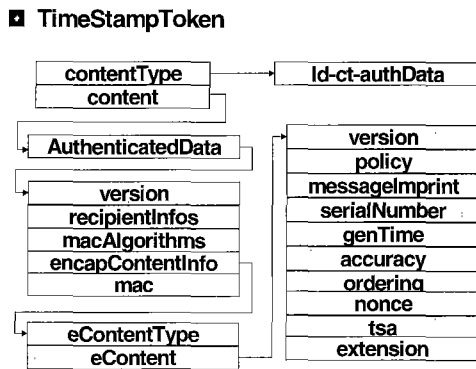 TimeStampToken
contentType
content
Id-ct-authData
AuthenticatedData
version
recipientInfos
macAlgorithms
encapContentInfo
mac
eContentType
eContent
version
policy
messageImprint
serialNumber
genTime
accuracy
ordering
nonce
tsa
extension